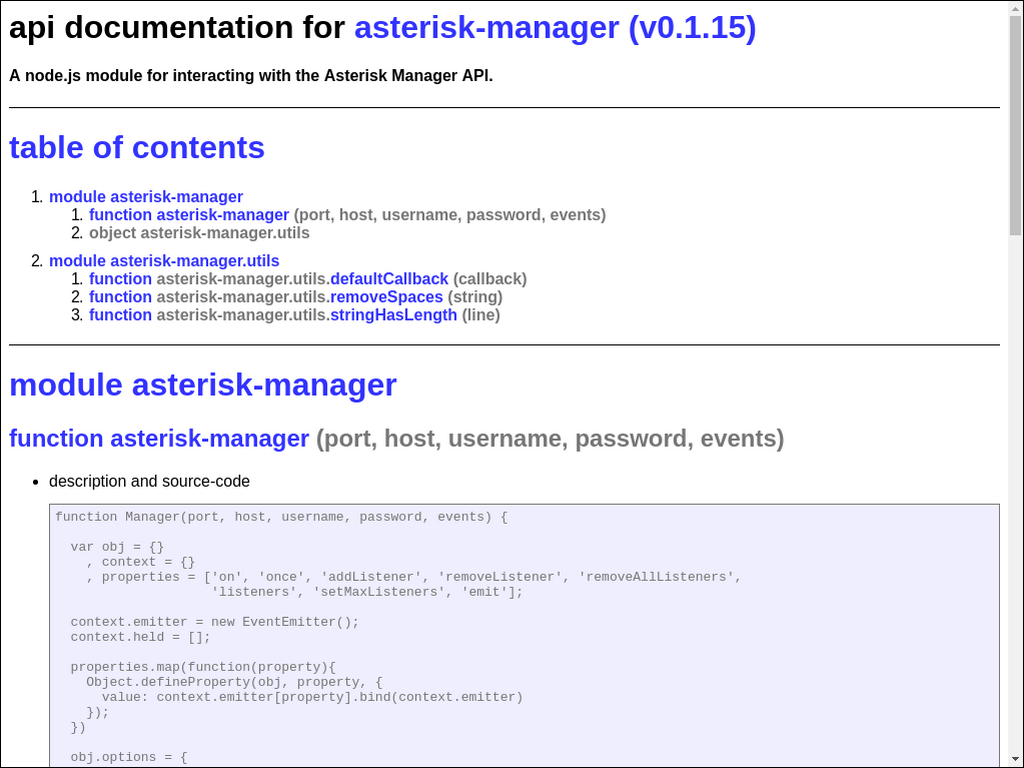 api documentation for asterisk-manager (v0.1.15)
A node.js module for interacting with the Asterisk Manager API.
table of contents
1. module asterisk-manager
1. function asterisk-manager (port, host, username, password, events)
2. object asterisk-manager.utils
2. module asterisk-manager.utils
1. function asterisk-manager.utils.defaultCallback (callback)
2. function asterisk-manager.utils.removeSpaces (string)
3. function asterisk-manager.utils.stringHasLength (line)
module asterisk-manager
function asterisk-manager (port, host, username, password, events)
• description and source-code
function Manager(port, host, username, password, events) {
  var obj = {}
    , context = {}
    , properties = ['on', 'once', 'addListener', 'removeListener', 'removeAllListeners',
                    'listeners', 'setMaxListeners', 'emit'];
  context.emitter = new EventEmitter();
  context.held = [];
  properties.map(function(property){
    Object.defineProperty(obj, property, {
      value: context.emitter[property].bind(context.emitter)
    });
  })
  obj.options = {